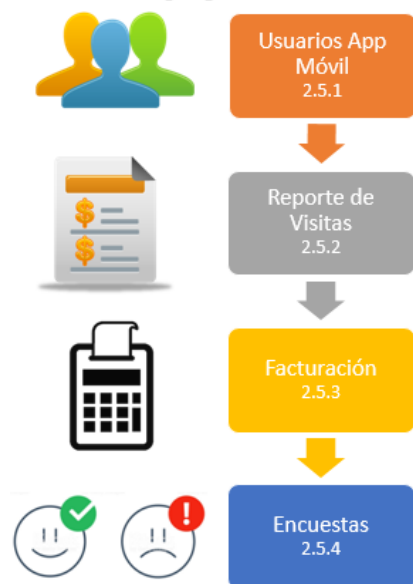 Usuarios App
Móvil
2.5.1
Reporte de
Visitas
2.5.2
$
$
Facturación
2.5.3
!
Encuestas
2.5.4